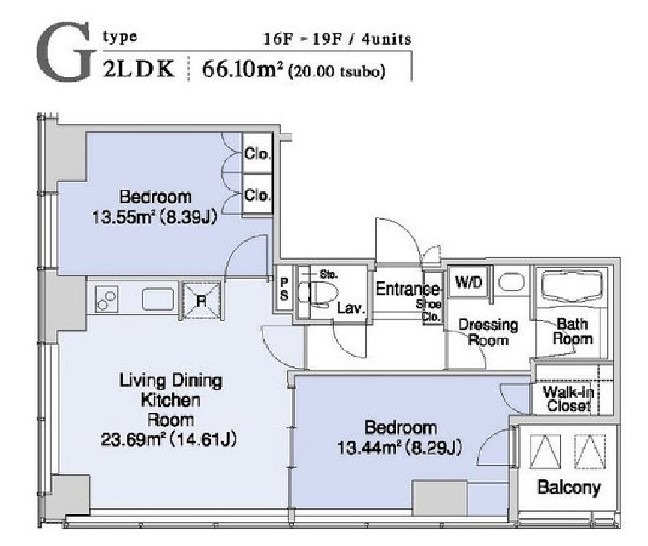 G type
16F - 19F / 4units
2LDK 66.10m² (20.00 tsubo)
Clo.
Clo.
Bedroom
13.55m² (8.39J)
R
P
S
Sto.
Lav.
Entrance
Shoe
Clo.
W/D
Dressing
Room
Bath
Room
Living Dining
Kitchen
Room
23.69m² (14.61J)
Bedroom
13.44m² (8.29J)
Walk-in
Closet
Balcony